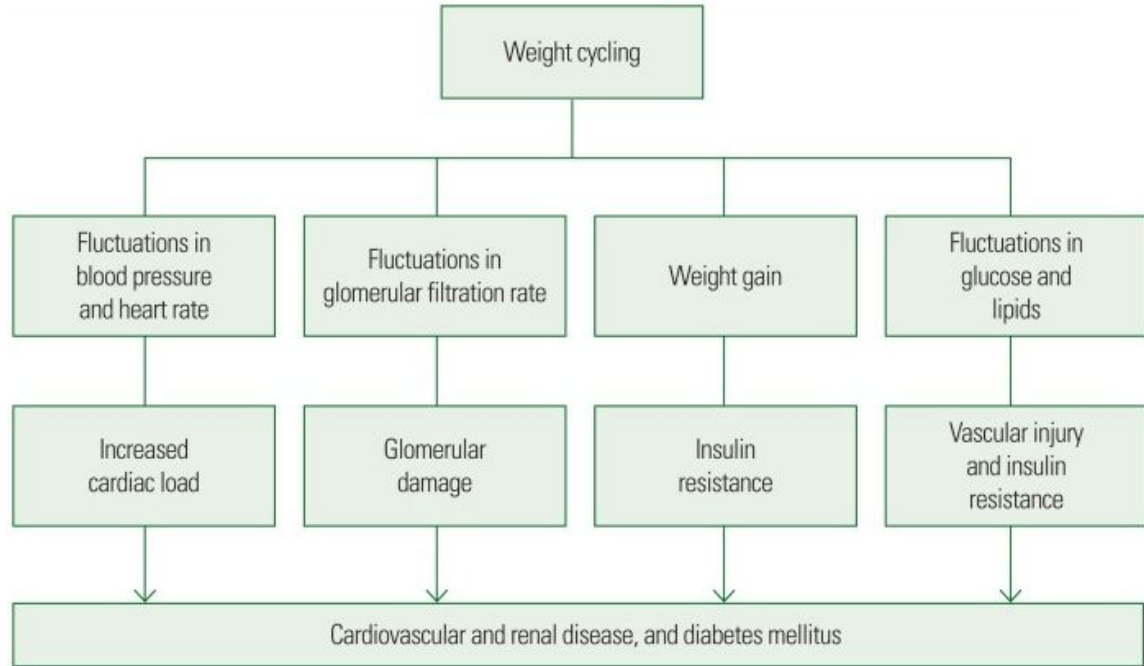 Weight cycling
Fluctuations in
blood pressure
and heart rate
Fluctuations in
glomerular filtration rate
Weight gain
Fluctuations in
glucose and
lipids
Increased
cardiac load
Glomerular
damage
Insulin
resistance
Vascular injury
and insulin
resistance
Cardiovascular and renal disease, and diabetes mellitus